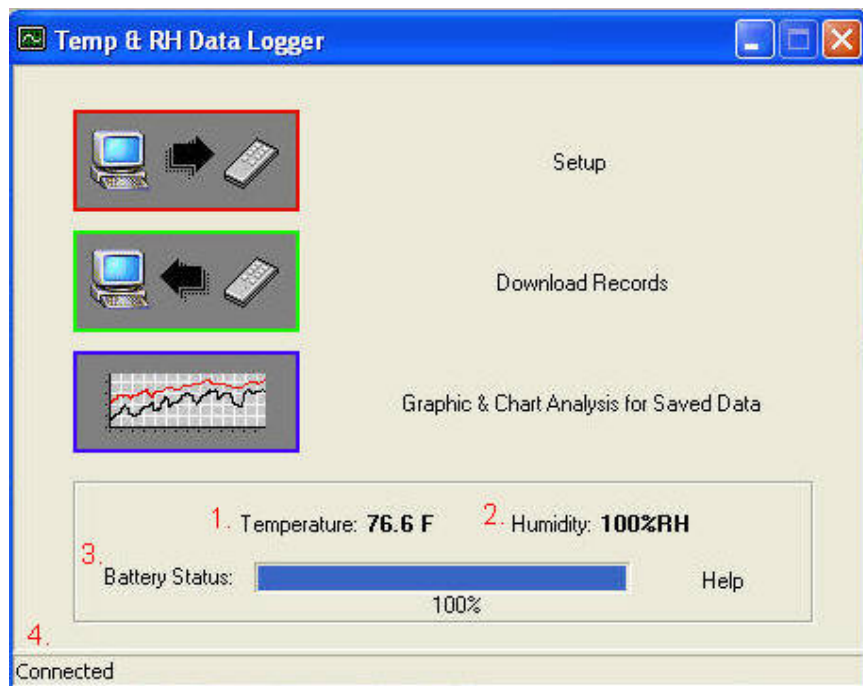 Temp & RH Data Logger
Setup
Download Records
Graphic & Chart Analysis for Saved Data
1. Temperature: 76.6 F 2. Humidity: 100%RH
3.
Battery Status: Help
100%
4.
Connected